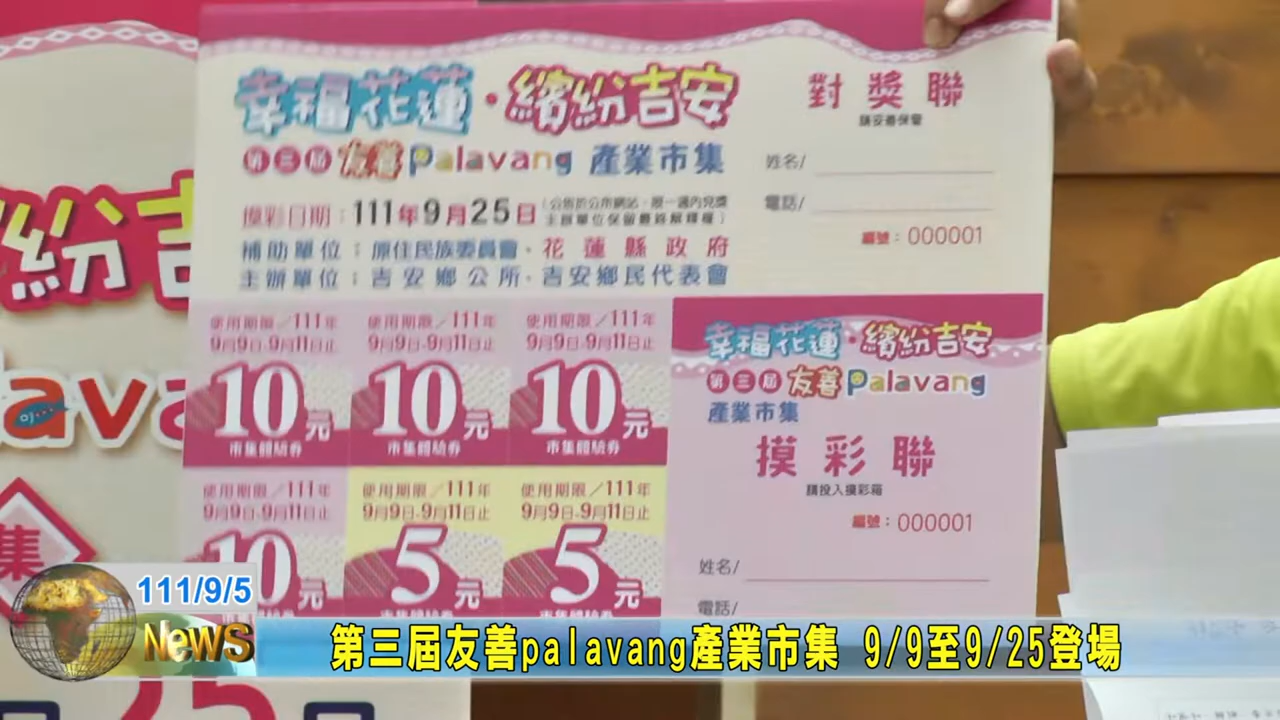 幸福花蓮・繽紛吉安
第三屆友善Palavang 產業市集
摸彩日期：111年9月25日
補助單位：原住民族委員會・花蓮縣政府
主辦單位：吉安鄉公所・吉安鄉民代表會
對獎聯
請妥善保管
姓名/
電話/
編號：000001
使用期限／111年
9月9日-9月11日止
10元
市集體驗券
使用期限／111年
9月9日-9月11日止
10元
市集體驗券
使用期限／111年
9月9日-9月11日止
10元
市集體驗券
使用期限／111年
9月9日-9月11日止
10元
使用期限／111年
9月9日-9月11日止
5元
使用期限／111年
9月9日-9月11日止
5元
幸福花蓮・繽紛吉安
第三屆友善Palavang
產業市集
摸彩聯
請投入摸彩箱
編號：000001
姓名/
電話/
紛吉
lava
集
111/9/5
News
第三屆友善palavang產業市集 9/9至9/25登場